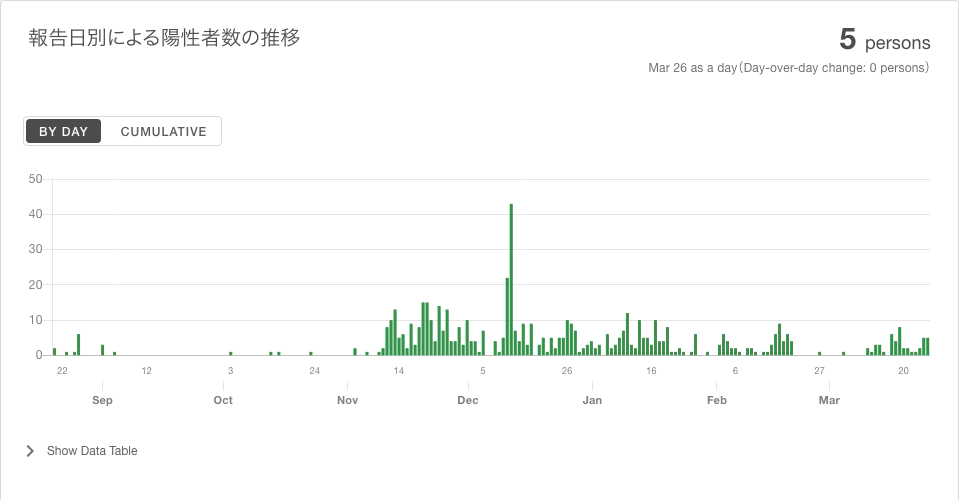 報告日別による陽性者数の推移
5 persons
Mar 26 as a day(Day-over-day change: 0 persons)
BY DAY
CUMULATIVE
50
40
30
20
10
0
22 12 3 24 14 5 26 16 6 27 20
Sep Oct Nov Dec Jan Feb Mar
Show Data Table